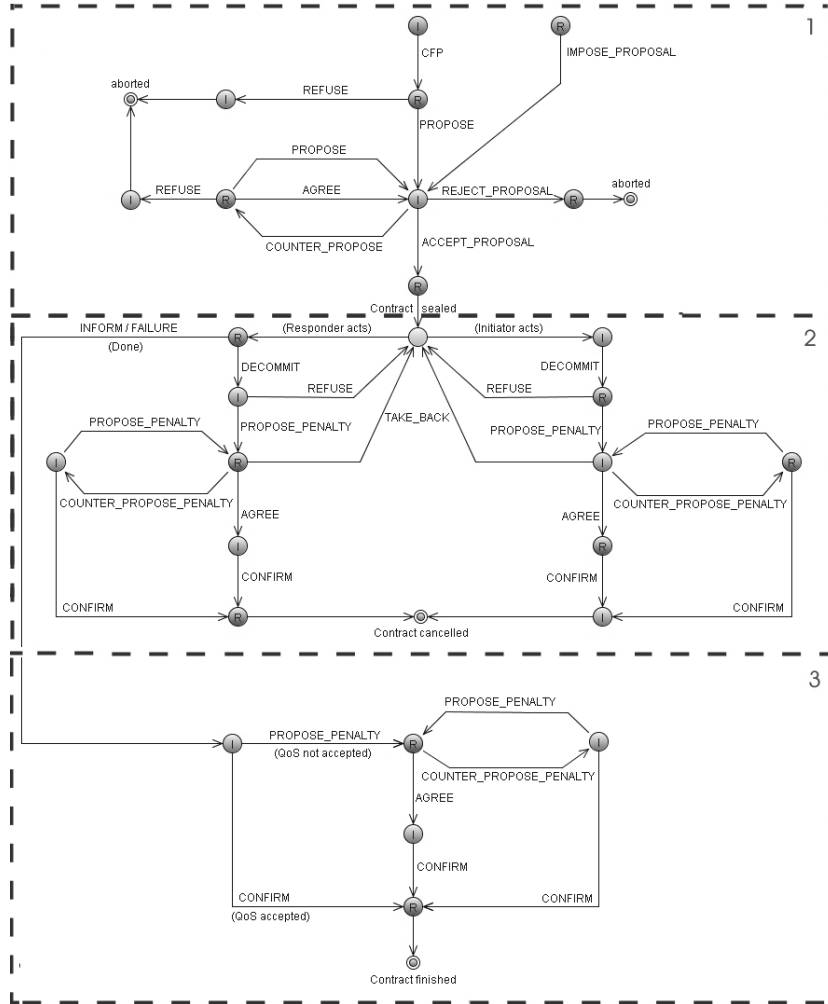 1
I
R
CFP
IMPOSE_PROPOSAL
aborted
REFUSE
I
R
PROPOSE
PROPOSE
REFUSE
AGREE
REJECT_PROPOSAL
aborted
I
R
I
R
COUNTER_PROPOSE
ACCEPT_PROPOSAL
R
Contract sealed
2
INFORM / FAILURE
(Done)
R
(Responder acts)
(Initiator acts)
I
DECOMMIT
DECOMMIT
REFUSE
REFUSE
I
R
TAKE_BACK
PROPOSE_PENALTY
PROPOSE_PENALTY
PROPOSE_PENALTY
PROPOSE_PENALTY
I
R
I
R
COUNTER_PROPOSE_PENALTY
COUNTER_PROPOSE_PENALTY
AGREE
AGREE
I
R
CONFIRM
CONFIRM
CONFIRM
CONFIRM
R
I
Contract cancelled
3
PROPOSE_PENALTY
I
PROPOSE_PENALTY
(QoS not accepted)
R
I
COUNTER_PROPOSE_PENALTY
AGREE
I
CONFIRM
CONFIRM
(QoS accepted)
CONFIRM
R
Contract finished